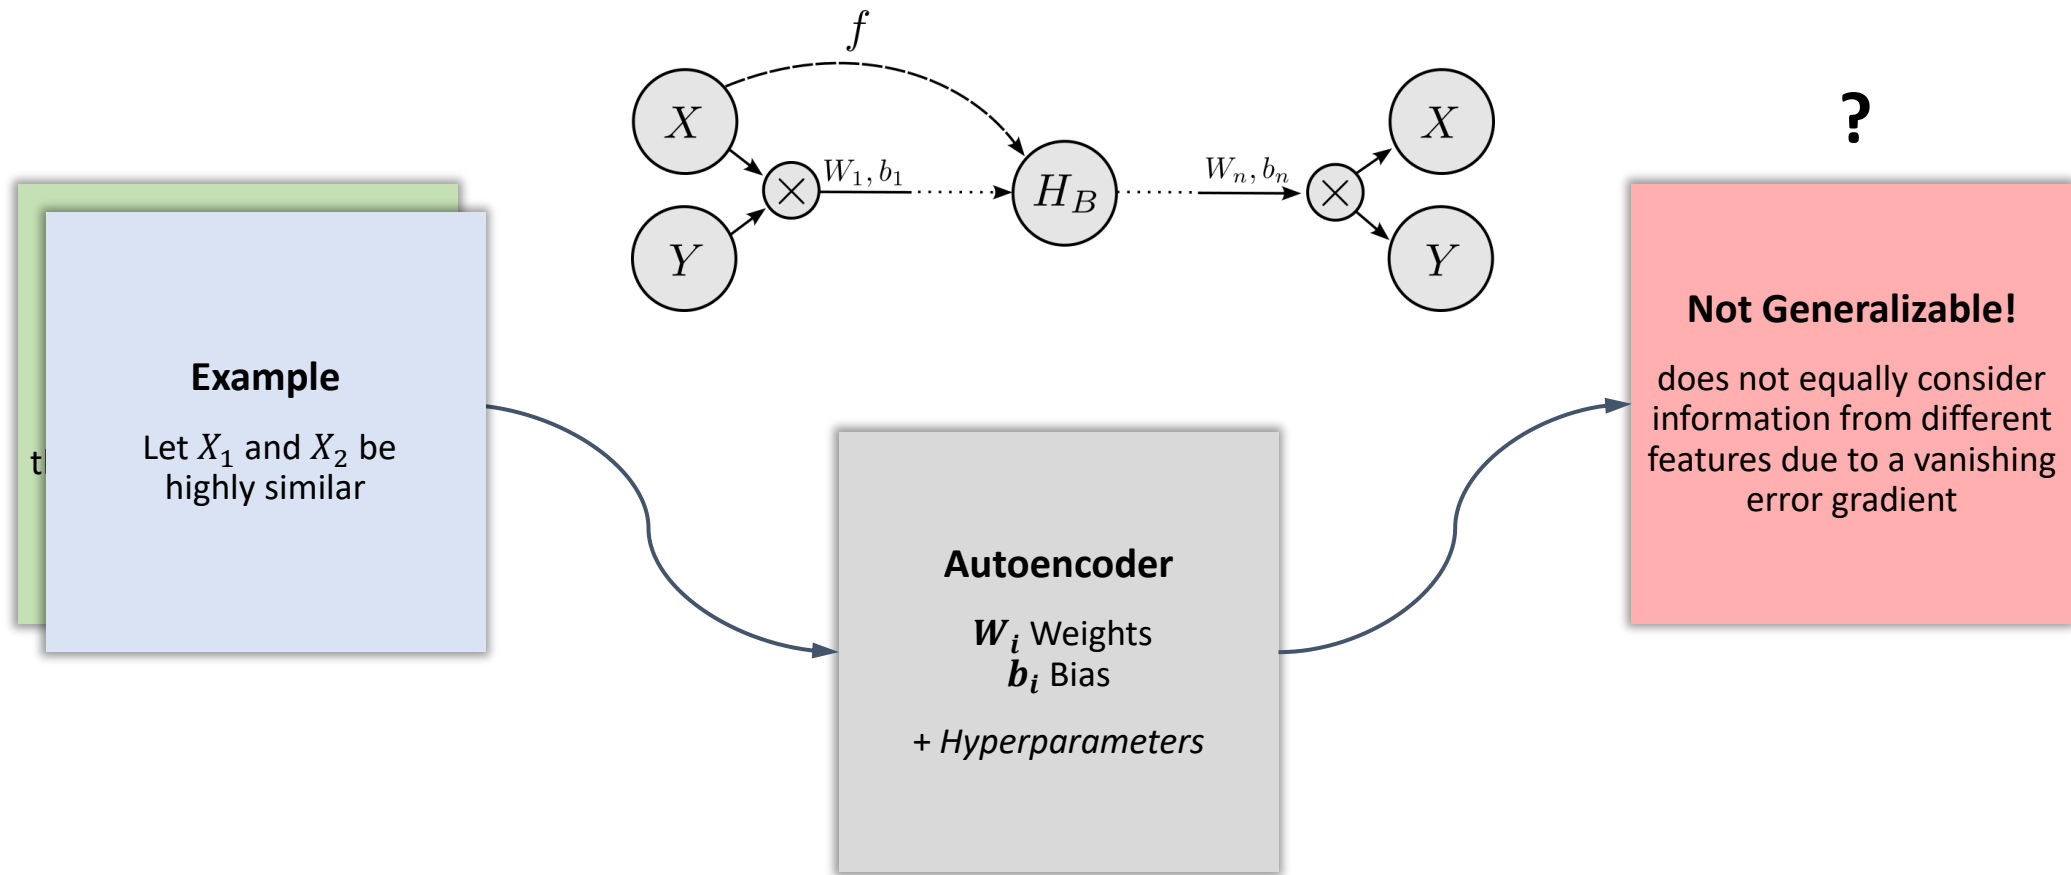 f
X
X
?
W₁, b₁
Wₙ, bₙ
×
H_B
×
Y
Y
Example
Let X₁ and X₂ be
highly similar
Autoencoder
Wᵢ Weights
bᵢ Bias
+ Hyperparameters
Not Generalizable!
does not equally consider
information from different
features due to a vanishing
error gradient